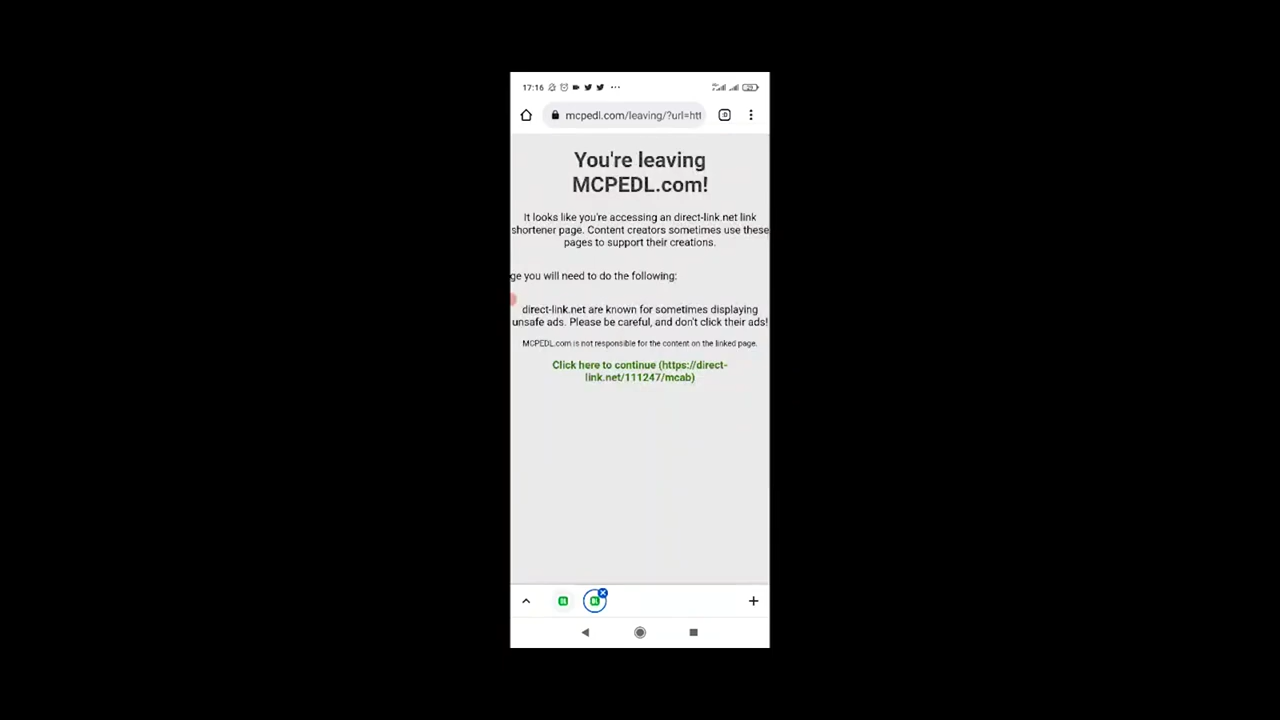 17:16
mcpedl.com/leaving/?url=htt
:D
You're leaving
MCPEDL.com!
It looks like you're accessing an direct-link.net link
shortener page. Content creators sometimes use these
pages to support their creations.
ge you will need to do the following:
direct-link.net are known for sometimes displaying
unsafe ads. Please be careful, and don't click their ads!
MCPEDL.com is not responsible for the content on the linked page.
Click here to continue (https://direct-
link.net/111247/mcab)